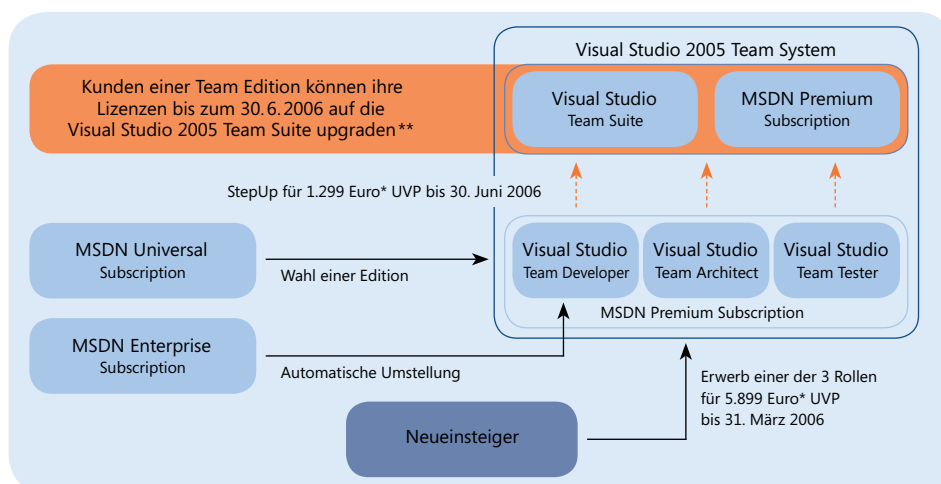 Visual Studio 2005 Team System
Kunden einer Team Edition können ihre
Lizenzen bis zum 30.6.2006 auf die
Visual Studio 2005 Team Suite upgraden**
Visual Studio
Team Suite
MSDN Premium
Subscription
StepUp für 1.299 Euro* UVP bis 30. Juni 2006
MSDN Universal
Subscription
Wahl einer Edition
Visual Studio
Team Developer
Visual Studio
Team Architect
Visual Studio
Team Tester
MSDN Premium Subscription
MSDN Enterprise
Subscription
Automatische Umstellung
Erwerb einer der 3 Rollen
für 5.899 Euro* UVP
bis 31. März 2006
Neueinsteiger